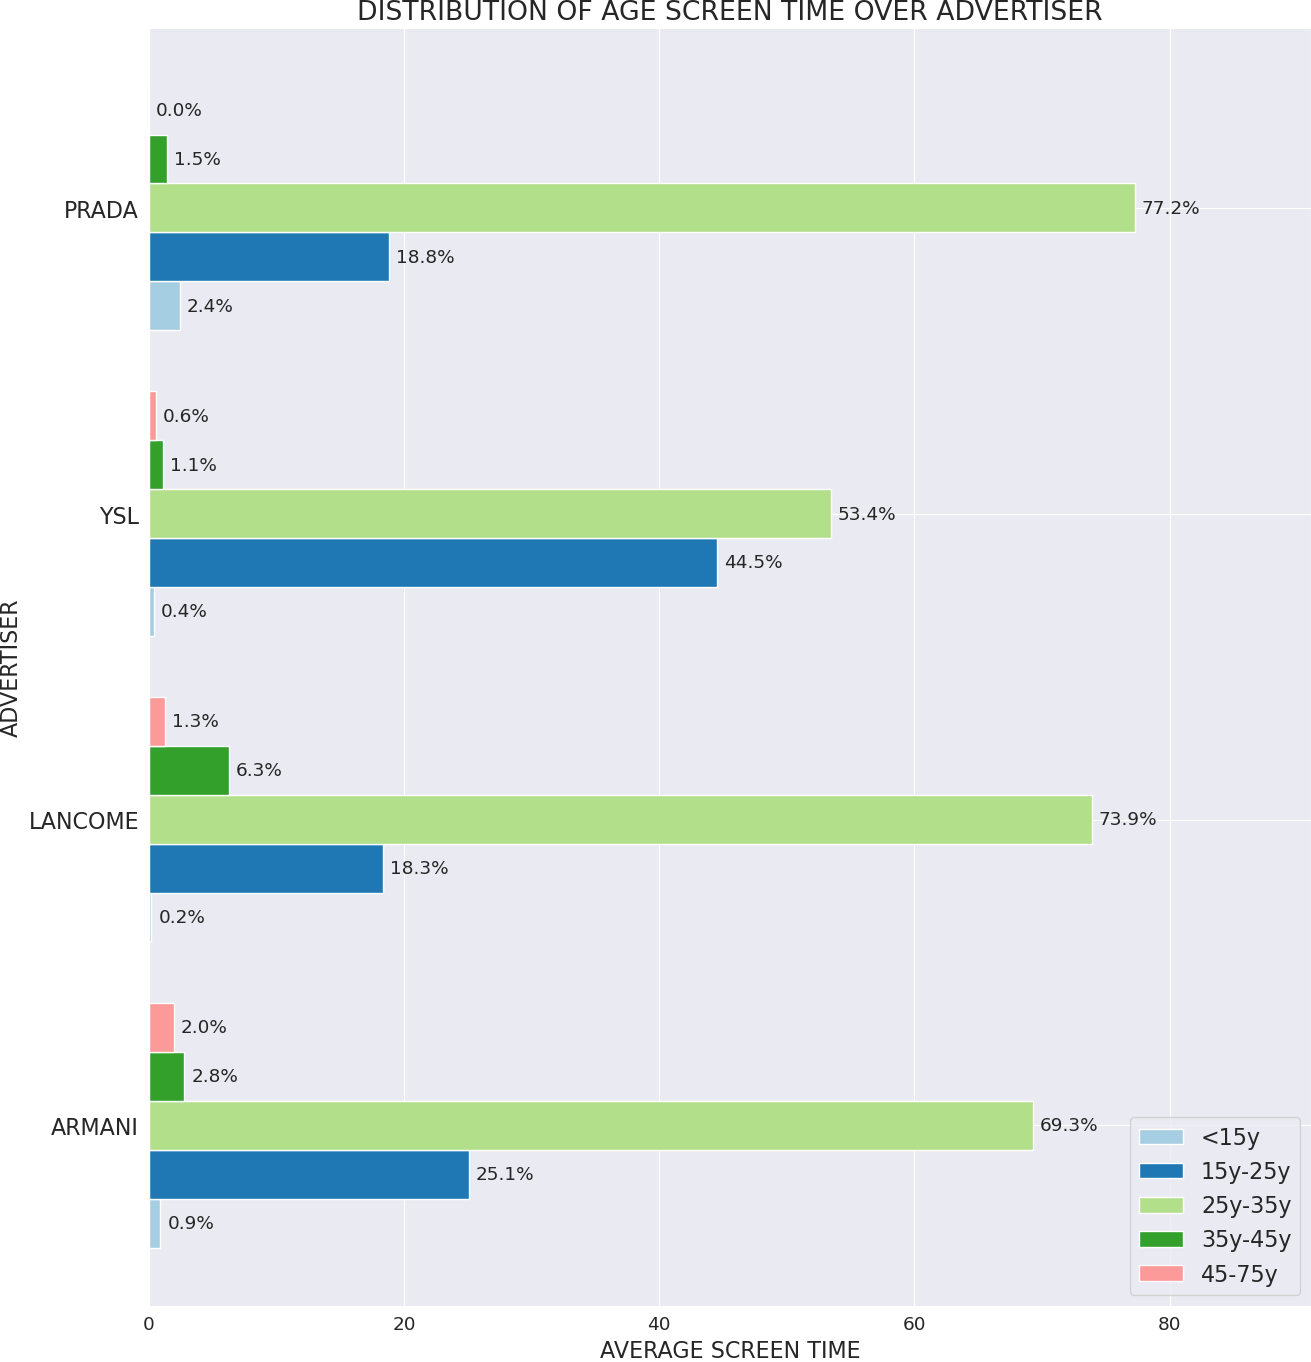 DISTRIBUTION OF AGE SCREEN TIME OVER ADVERTISER
0.0%
1.5%
PRADA
77.2%
18.8%
2.4%
0.6%
1.1%
YSL
53.4%
44.5%
0.4%
ADVERTISER
1.3%
6.3%
LANCOME
73.9%
18.3%
0.2%
2.0%
2.8%
ARMANI
69.3%
25.1%
0.9%
<15y
15y-25y
25y-35y
35y-45y
45-75y
0 20 40 60 80
AVERAGE SCREEN TIME